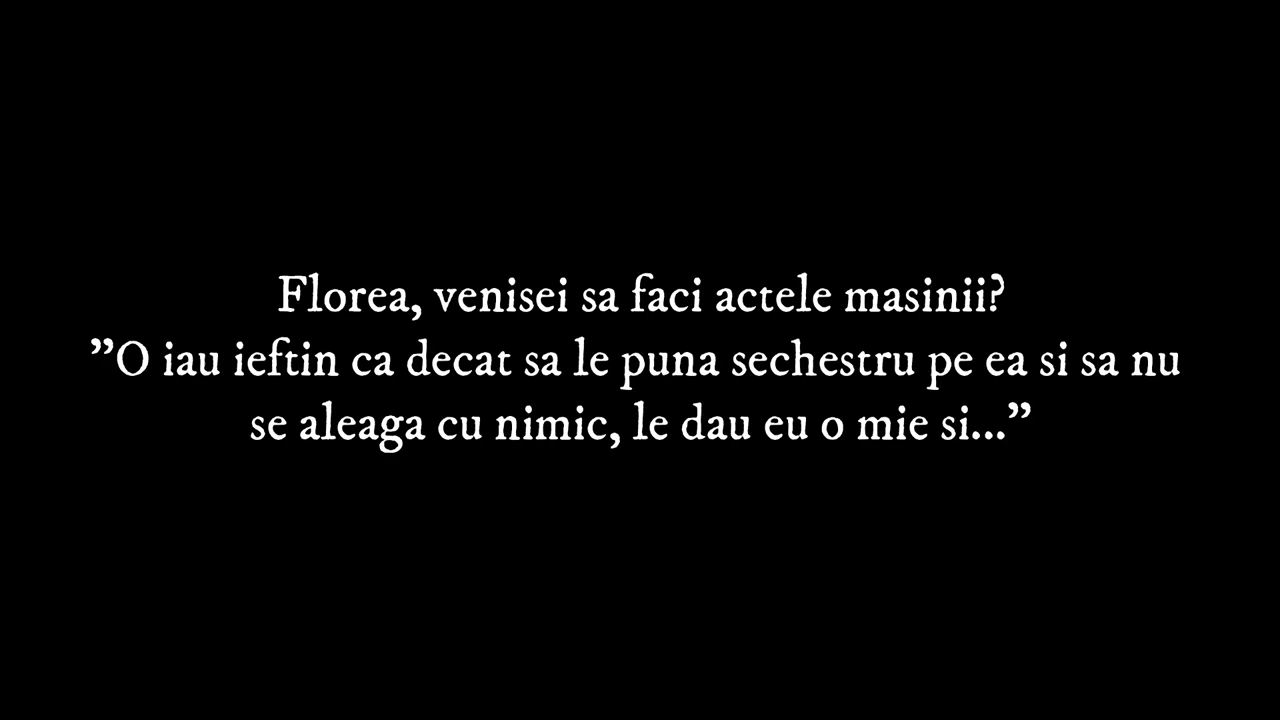 Florea, venisei sa faci actele masinii?
”O iau ieftin ca decat sa le puna sechestru pe ea si sa nu
se aleaga cu nimic, le dau eu o mie si...”